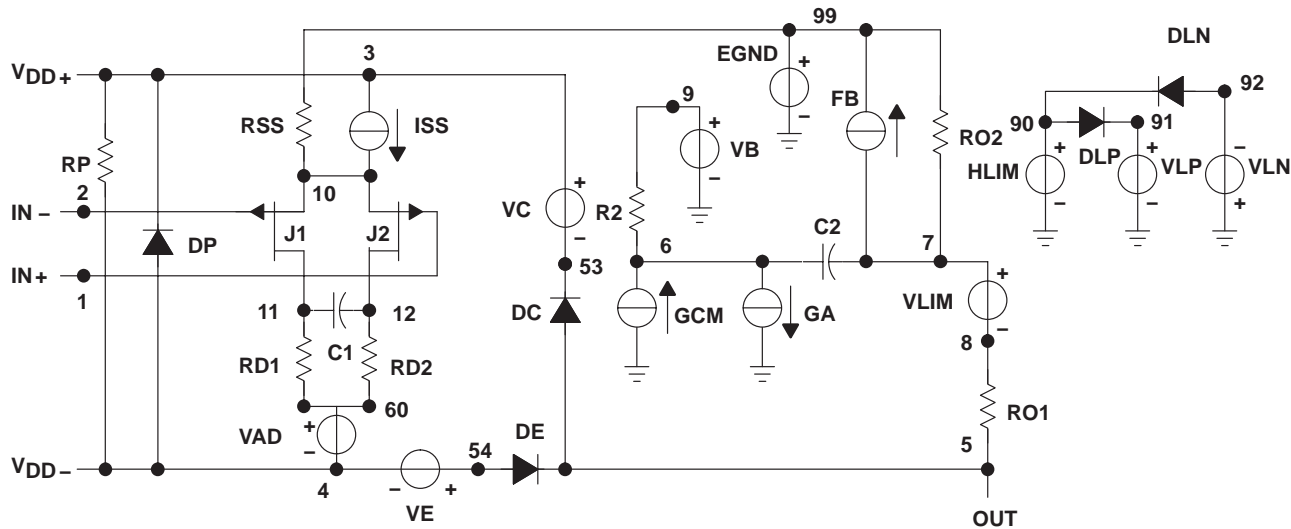 99
DLN
3
EGND
+
92
VDD+
9
FB
−
+
90
91
RSS
ISS
VB
−
RO2
DLP
+
+
−
RP
10
HLIM
VLP
VLN
−
−
+
2
IN −
+
VC
−
R2
C2
J1
J2
DP
6
7
IN+
1
53
+
11
12
DC
GCM
GA
VLIM
−
C1
8
RD1
RD2
60
RO1
+
VAD
−
DE
54
5
VDD−
4
−
+
VE
OUT